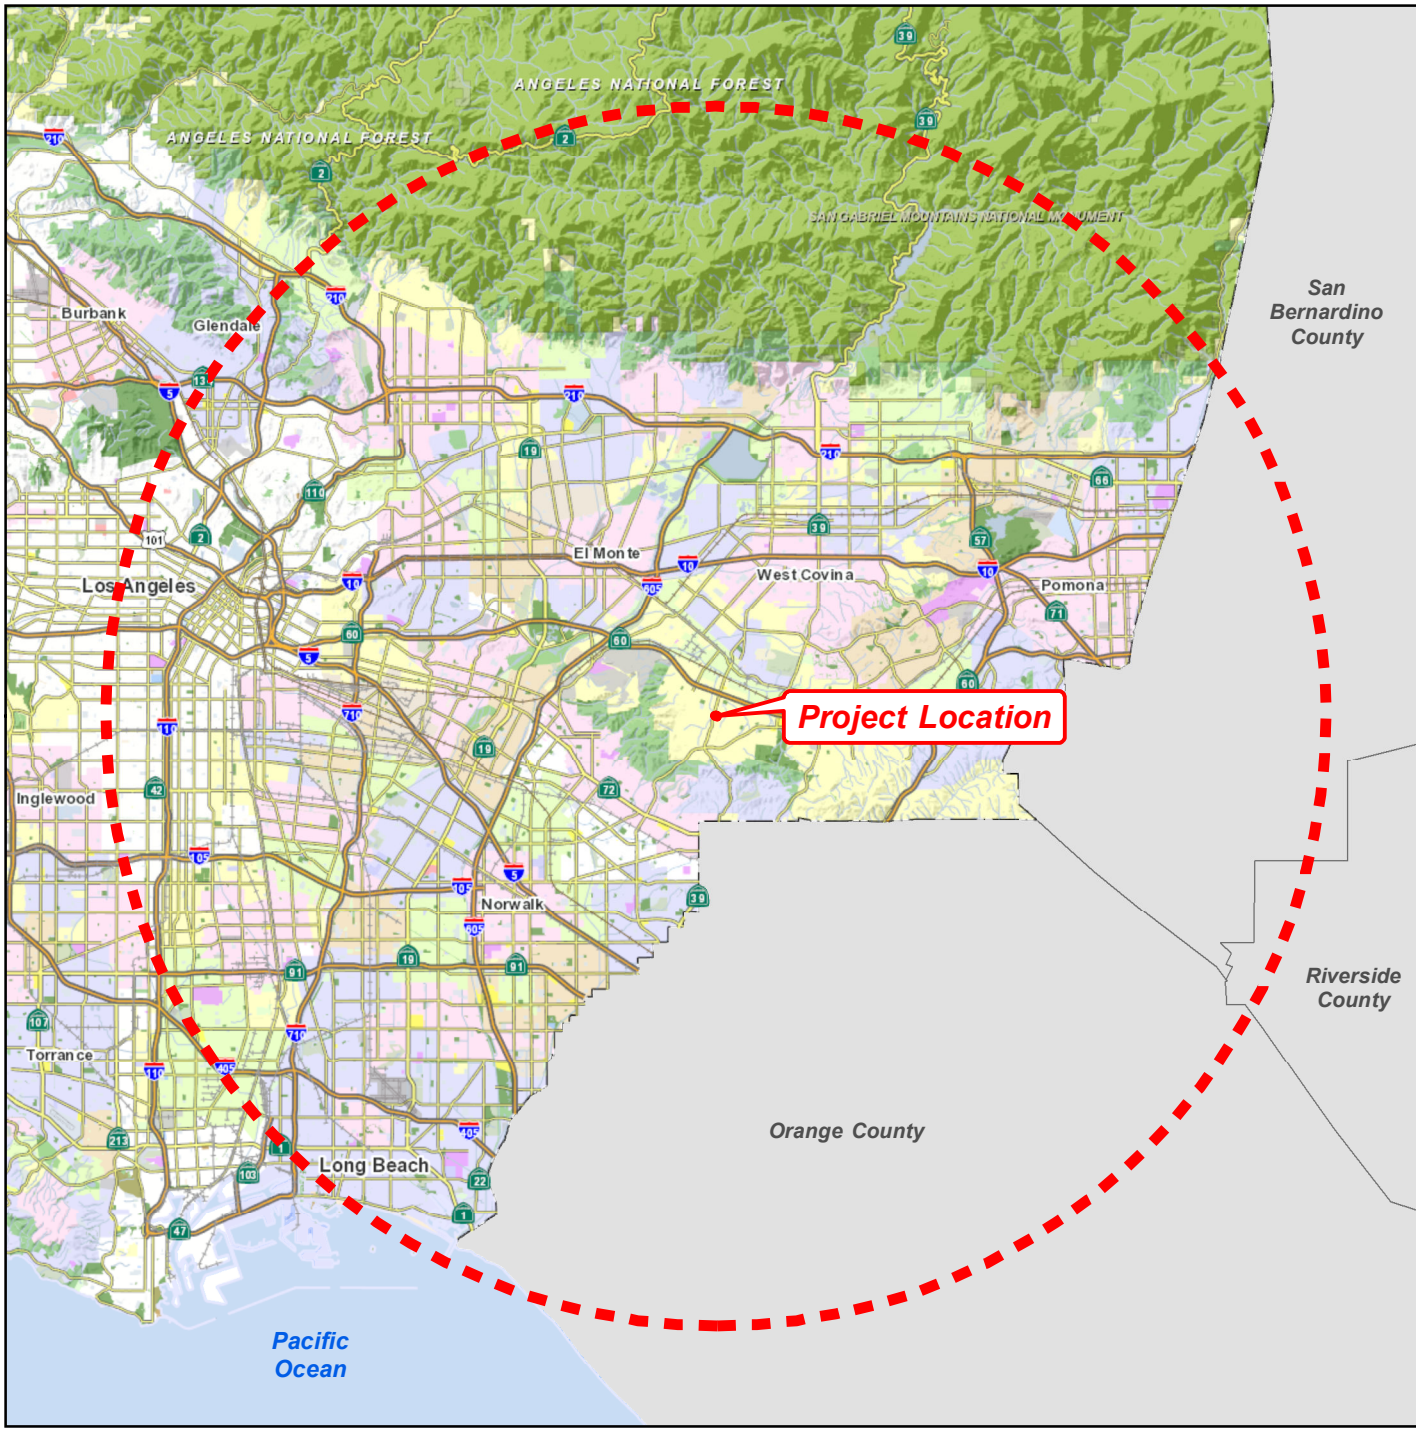 39
ANGELES NATIONAL FOREST
39
210
ANGELES NATIONAL FOREST
2
2
SAN GABRIEL MOUNTAINS NATIONAL MONUMENT
San
Bernardino
County
210
Burbank
Glendale
5
210
19
210
66
110
39
2
101
57
El Monte
10
10
West Covina
10
Los Angeles
10
605
Pomona
71
60
60
5
60
Project Location
710
110
19
42
72
Inglewood
105
5
105
39
Norwalk
605
19
91
91
Riverside
County
107
710
Torrance
405
110
Orange County
213
405
1
Long Beach
103
22
1
47
Pacific
Ocean